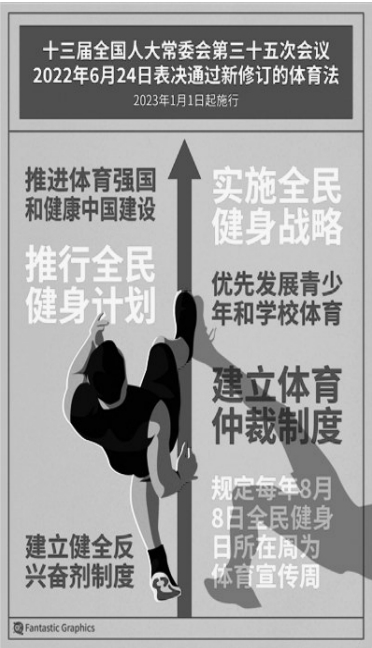 十三届全国人大常委会第三十五次会议
2022年6月24日表决通过新修订的体育法
2023年1月1日起施行
推进体育强国
和健康中国建设
推行全民
健身计划
建立健全反
兴奋剂制度
实施全民
健身战略
优先发展青少
年和学校体育
建立体育
仲裁制度
规定每年8月
8日全民健身
日所在周为
体育宣传周
Fantastic Graphics